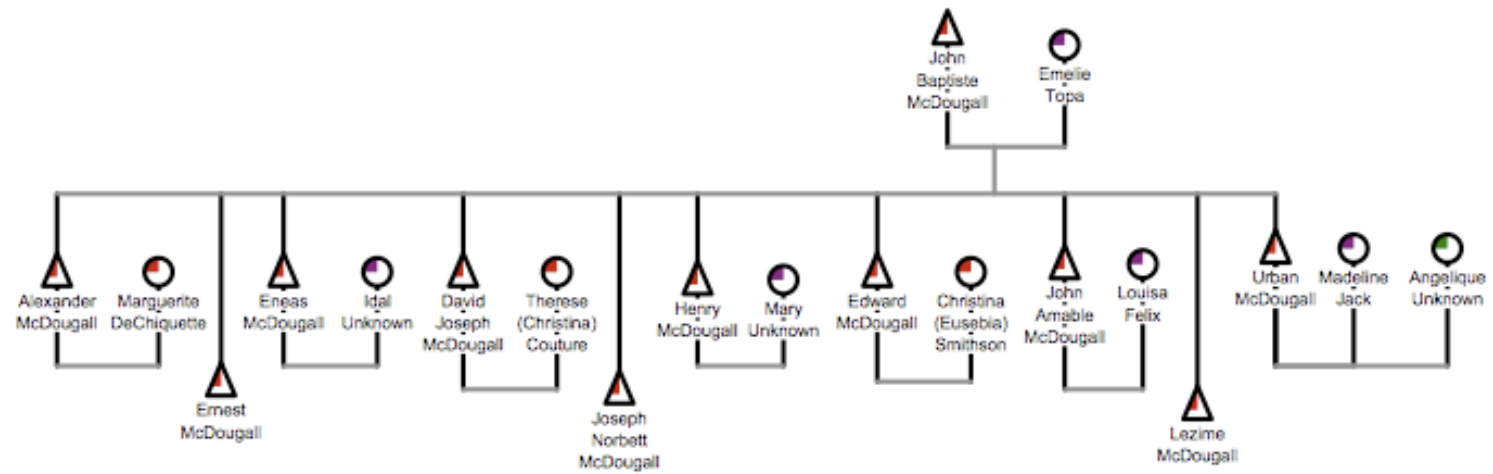 John
Baptiste
McDougall
Emelie
Topa
Alexander
McDougall
Marguerite
DeChiquette
Ernest
McDougall
Eneas
McDougall
Idal
Unknown
David
Joseph
McDougall
Therese
(Christina)
Couture
Joseph
Norbett
McDougall
Henry
McDougall
Mary
Unknown
Edward
McDougall
Christina
(Eusebia)
Smithson
John
Amable
McDougall
Louisa
Felix
Lezime
McDougall
Urban
McDougall
Madeline
Jack
Angelique
Unknown